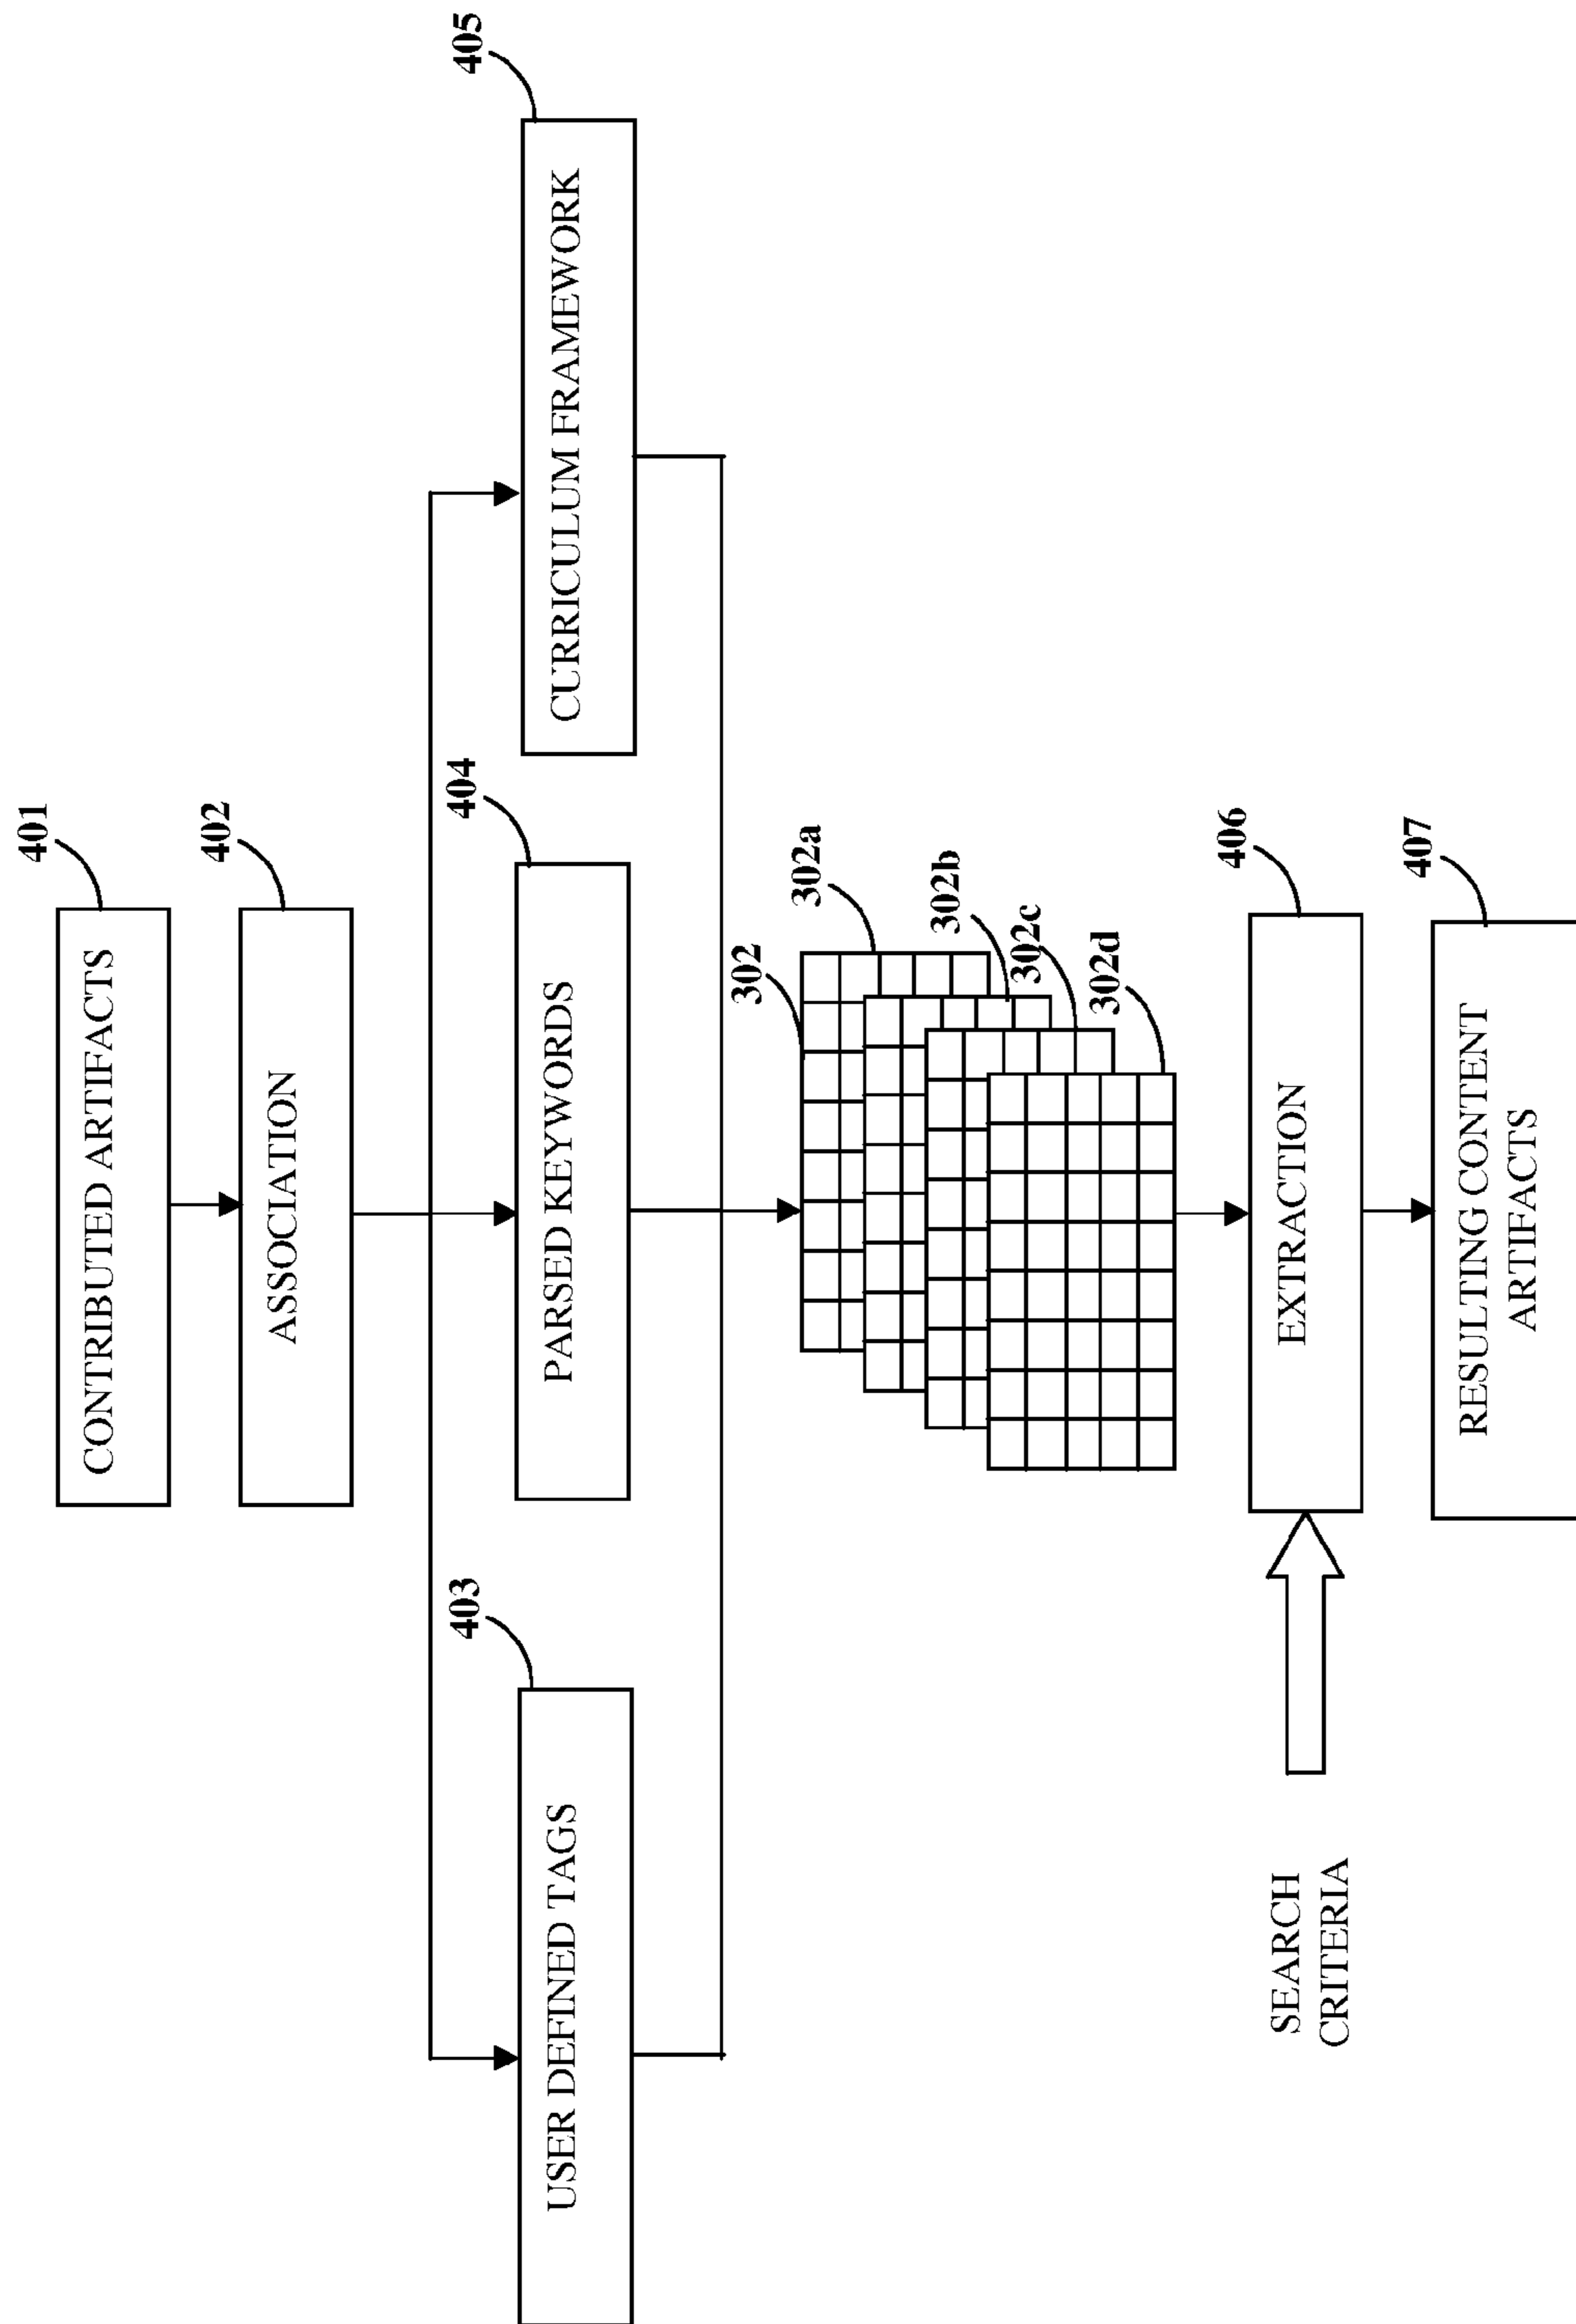 401
CONTRIBUTED ARTIFACTS
402
ASSOCIATION
403
USER DEFINED TAGS
404
PARSED KEYWORDS
405
CURRICULUM FRAMEWORK
302
302a
302b
302c
302d
406
EXTRACTION
SEARCH
CRITERIA
407
RESULTING CONTENT
ARTIFACTS